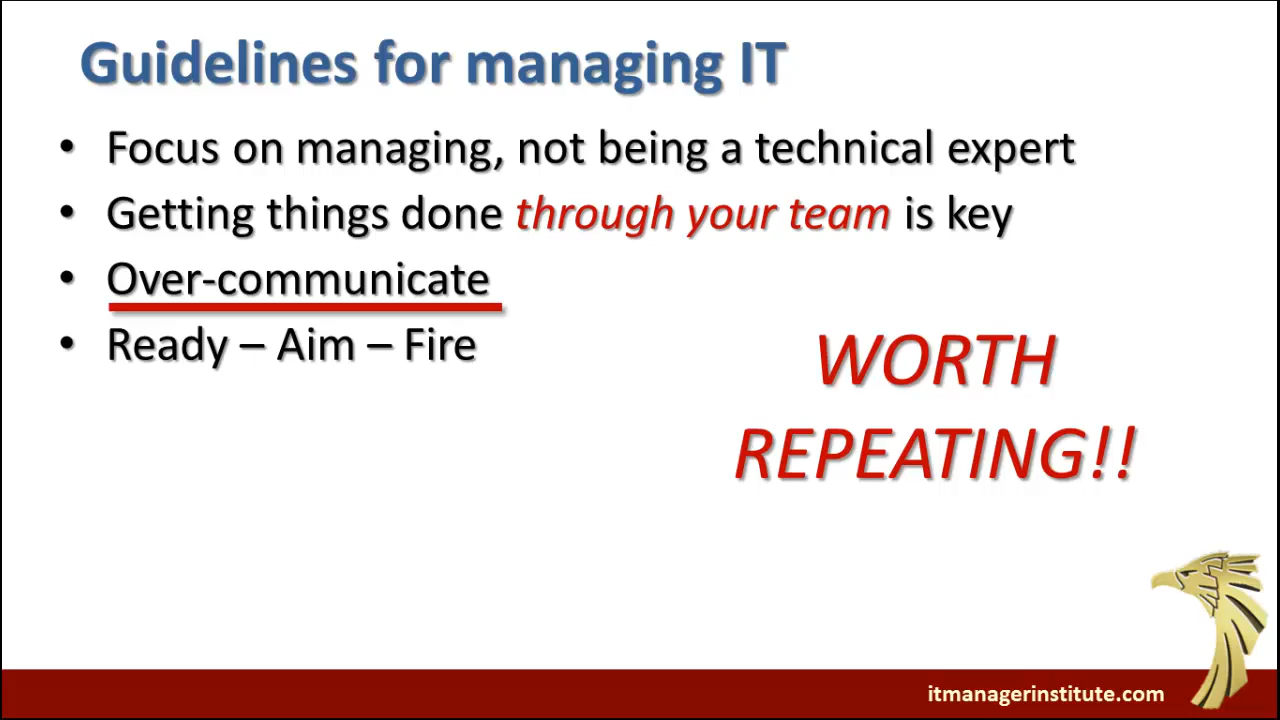 Guidelines for managing IT
• Focus on managing, not being a technical expert
• Getting things done through your team is key
• Over-communicate
• Ready – Aim – Fire
WORTH
REPEATING!!
itmanagerinstitute.com